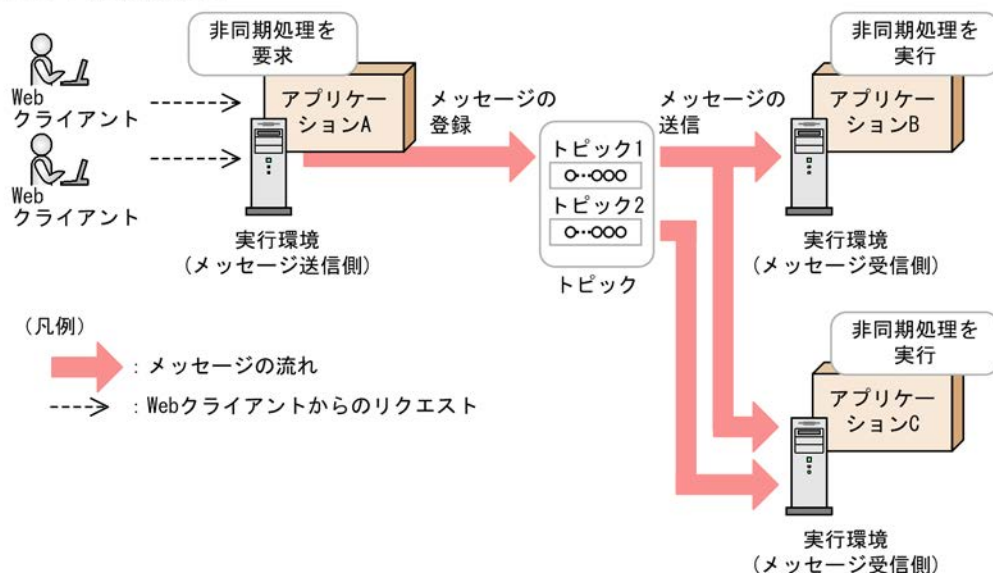 非同期処理を
要求
Web
クライアント
Web
クライアント
アプリケー
ションA
実行環境
(メッセージ送信側)
メッセージの
登録
トピック1
トピック2
トピック
メッセージの
送信
非同期処理を
実行
アプリケー
ションB
実行環境
(メッセージ受信側)
非同期処理を
実行
アプリケー
ションC
実行環境
(メッセージ受信側)
(凡例)
: メッセージの流れ
: Webクライアントからのリクエスト